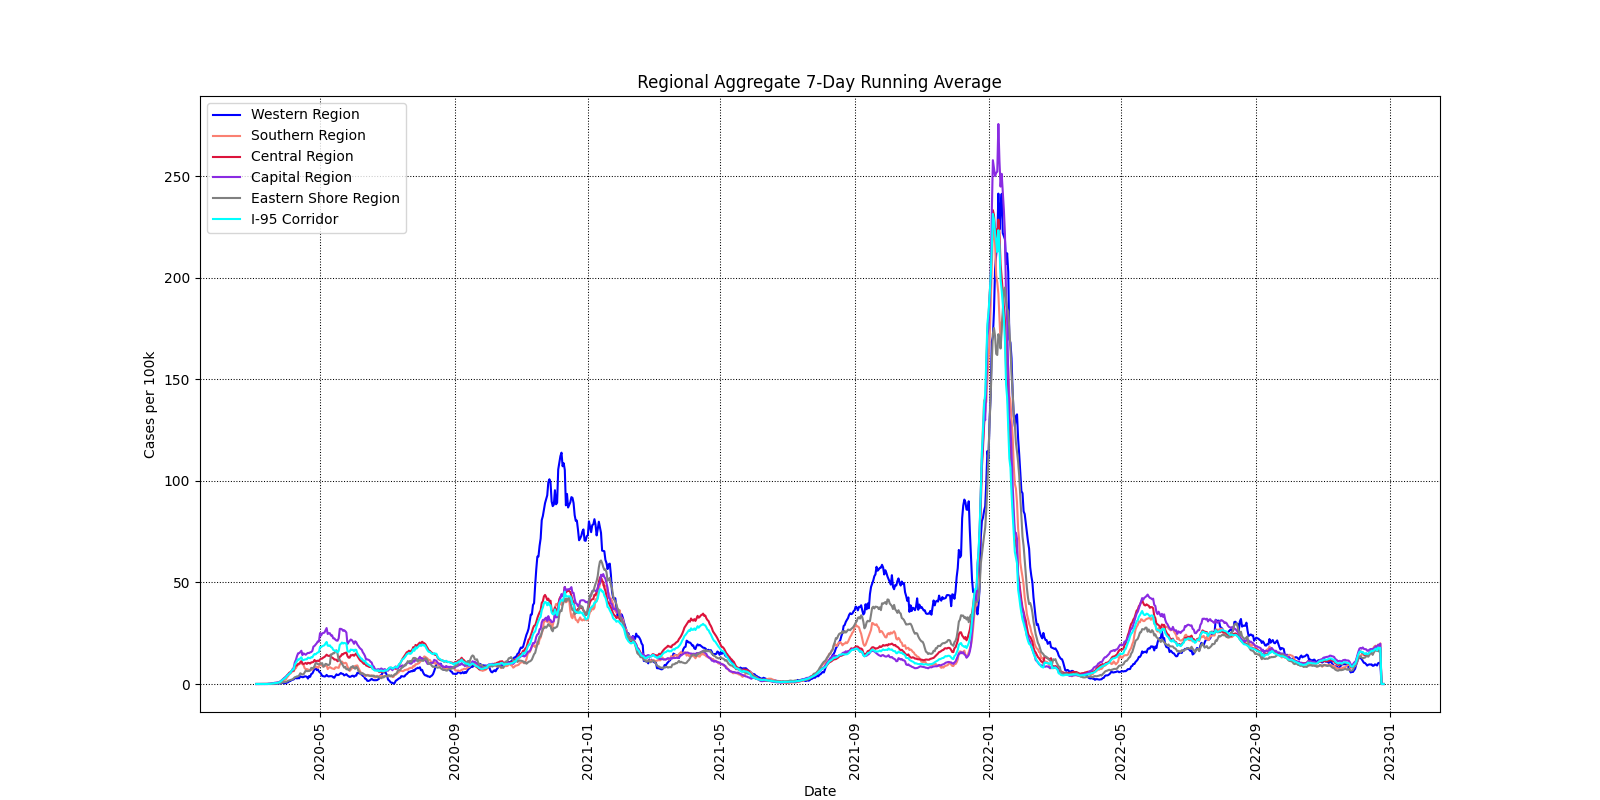 Regional Aggregate 7-Day Running Average
Western Region
Southern Region
Central Region
Capital Region
Eastern Shore Region
I-95 Corridor
Cases per 100k
250
200
150
100
50
0
2020-05
2020-09
2021-01
2021-05
2021-09
2022-01
2022-05
2022-09
2023-01
Date